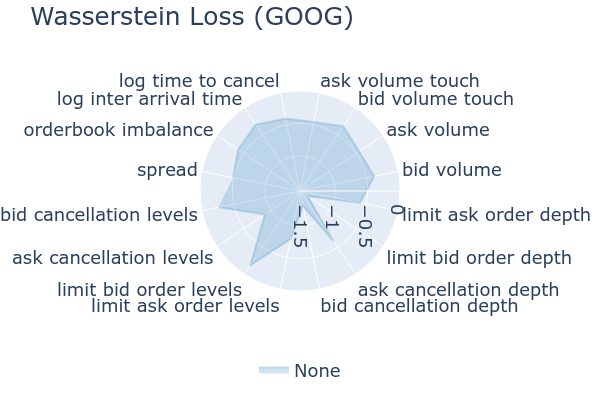 Wasserstein Loss (GOOG)
log time to cancel
ask volume touch
log inter arrival time
bid volume touch
orderbook imbalance
ask volume
spread
bid volume
bid cancellation levels
limit ask order depth
ask cancellation levels
limit bid order depth
limit bid order levels
ask cancellation depth
limit ask order levels
bid cancellation depth
−1.5
−1
−0.5
0
None